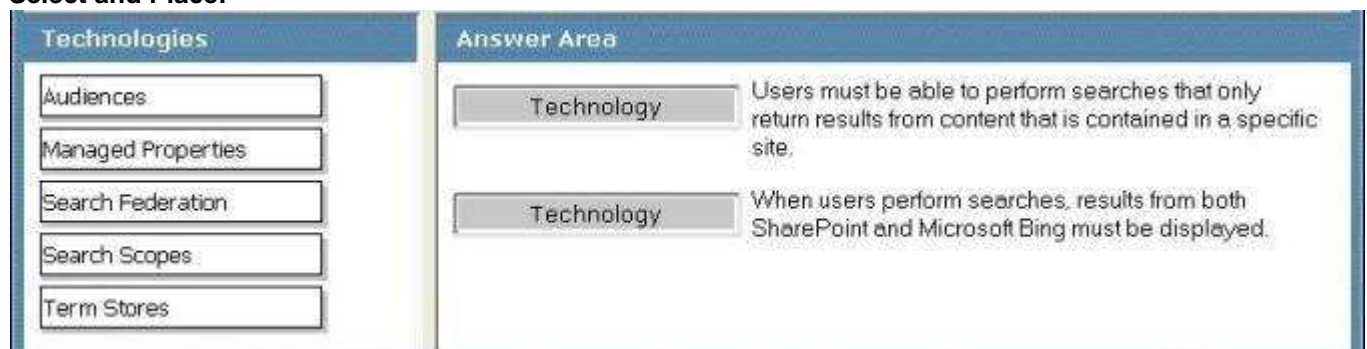 Select and Place:
Technologies
Audiences
Managed Properties
Search Federation
Search Scopes
Term Stores
Answer Area
Technology
Users must be able to perform searches that only
return results from content that is contained in a specific
site.
Technology
When users perform searches, results from both
SharePoint and Microsoft Bing must be displayed.